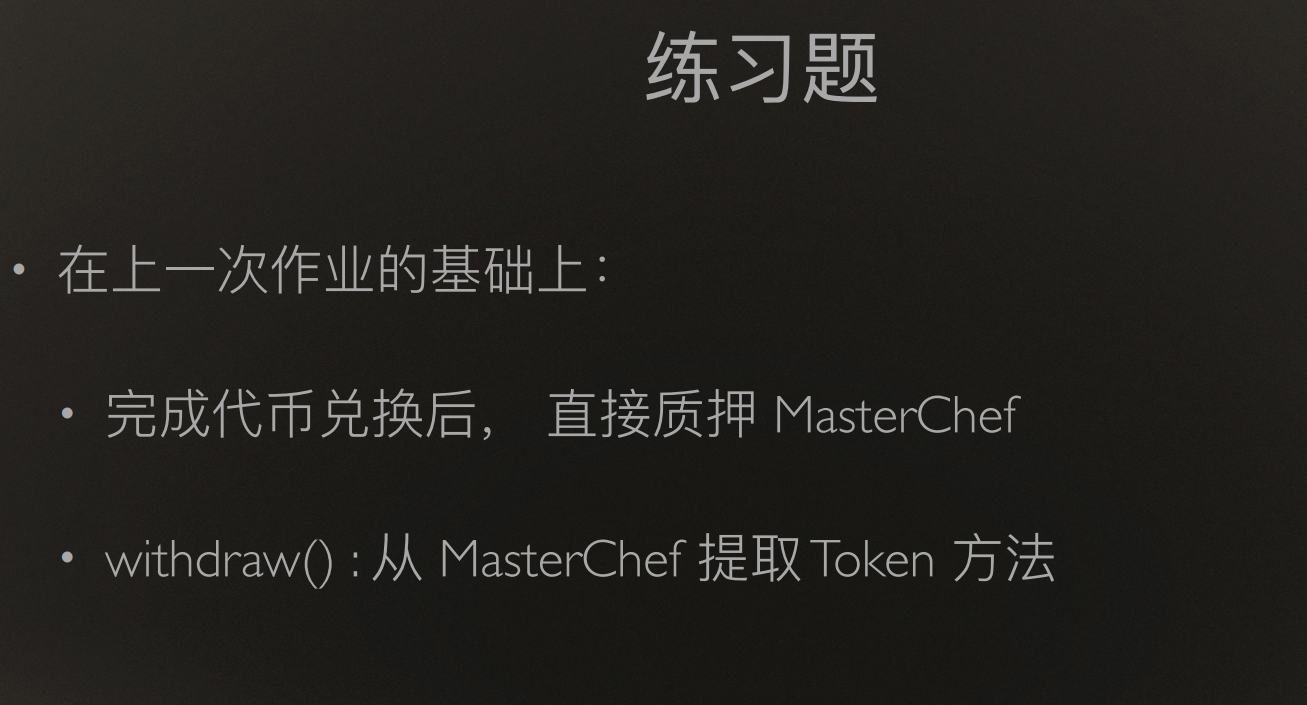 练习题
• 在上一次作业的基础上：
• 完成代币兑换后， 直接质押 MasterChef
• withdraw() : 从 MasterChef 提取 Token 方法